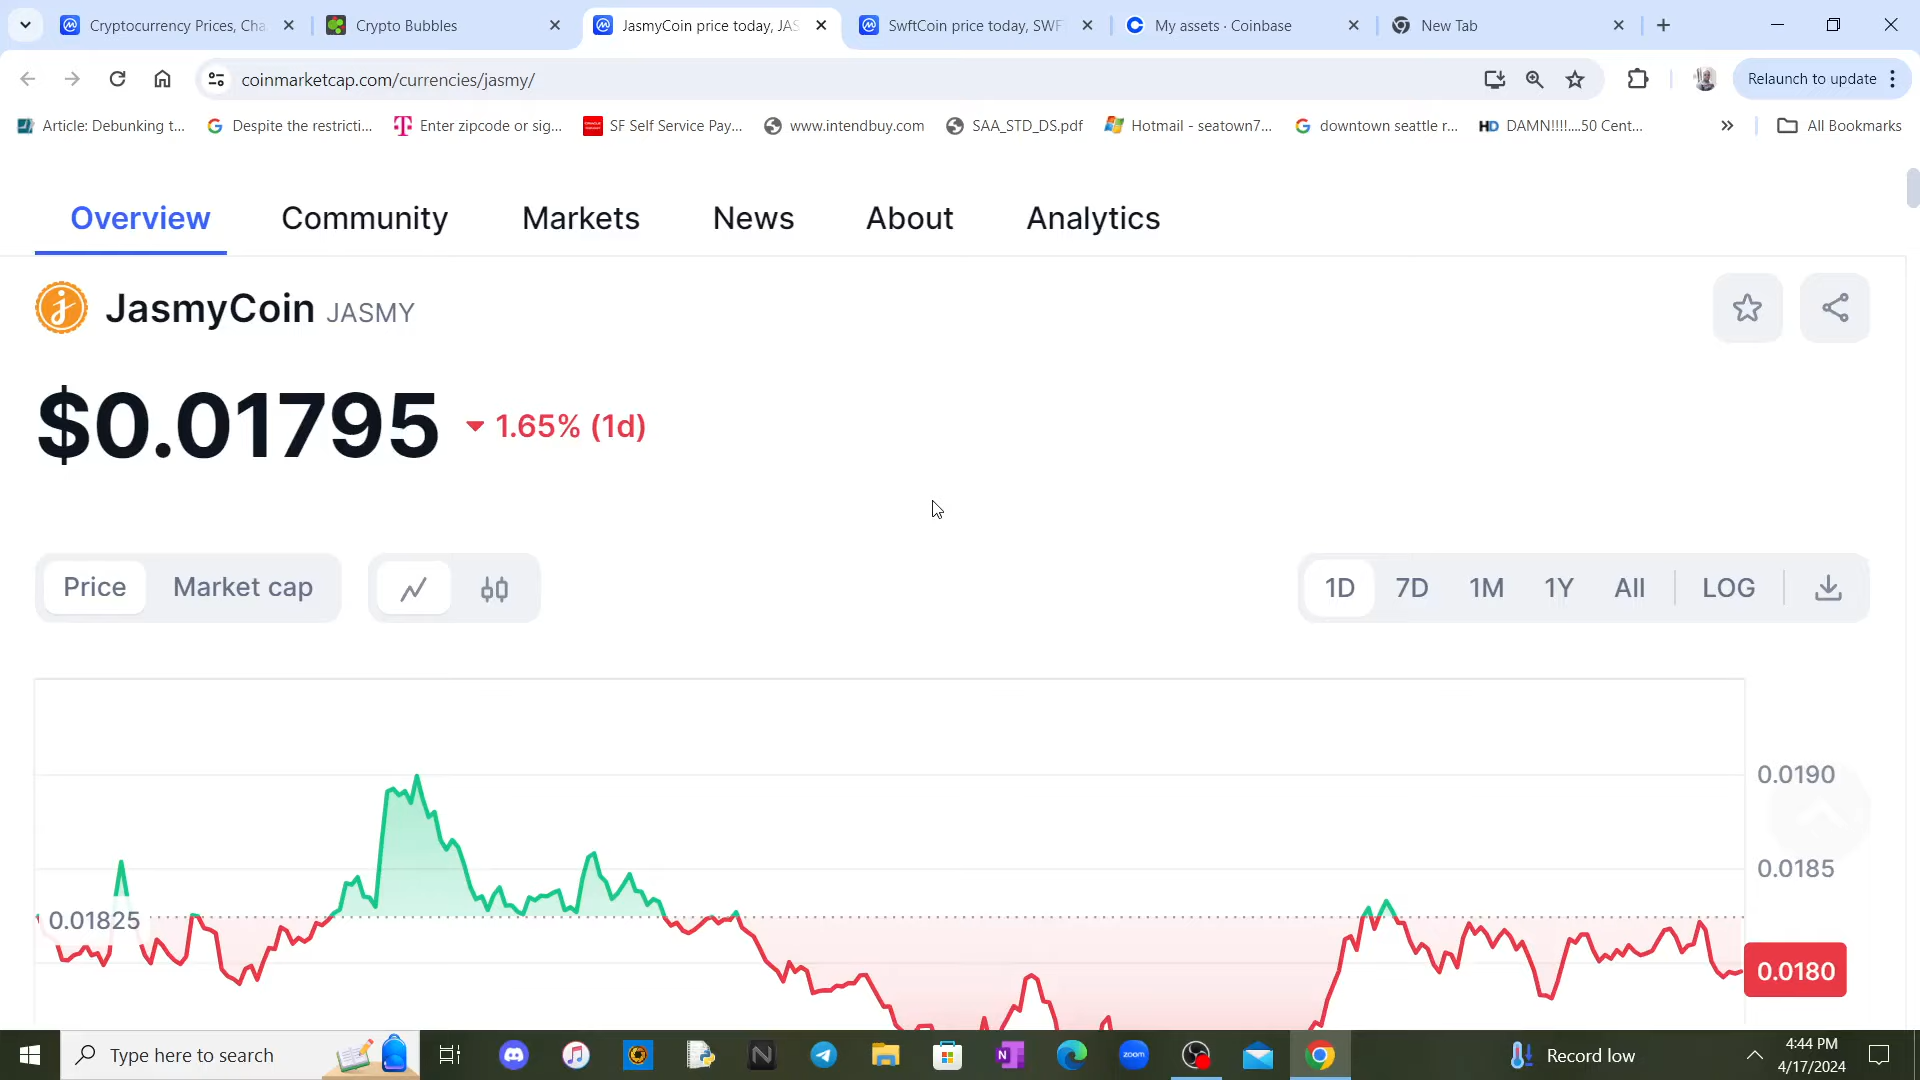 Cryptocurrency Prices, Cha
Crypto Bubbles
JasmyCoin price today, JAS
SwftCoin price today, SWF
My assets · Coinbase
New Tab
coinmarketcap.com/currencies/jasmy/
Relaunch to update
Article: Debunking t...
Despite the restricti...
Enter zipcode or sig...
SF Self Service Pay...
www.intendbuy.com
SAA_STD_DS.pdf
Hotmail - seatown7...
downtown seattle r...
HD DAMN!!!!....50 Cent...
All Bookmarks
Overview
Community
Markets
News
About
Analytics
JasmyCoin JASMY
$0.01795
1.65% (1d)
Price
Market cap
1D
7D
1M
1Y
All
LOG
0.0190
0.0185
0.01825
0.0180
Type here to search
zoom
Record low
4:44 PM
4/17/2024